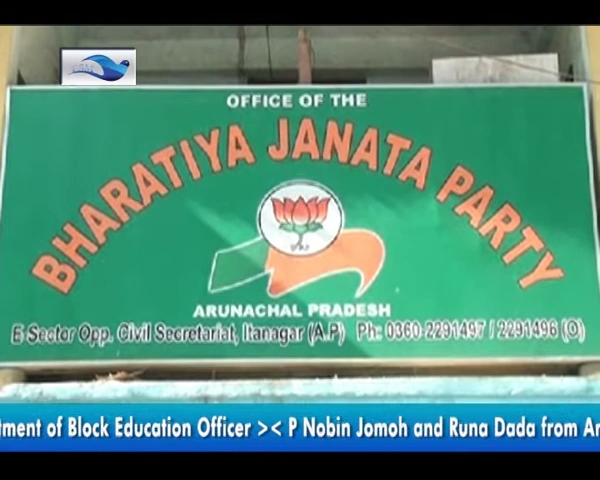 OFFICE OF THE
BHARATIYA JANATA PARTY
ARUNACHAL PRADESH
E-Sector Opp. Civil Secretariat, Itanagar (A.P) Ph: 0360-2291497 / 2291496 (O)
tment of Block Education Officer >< P Nobin Jomoh and Runa Dada from Ar